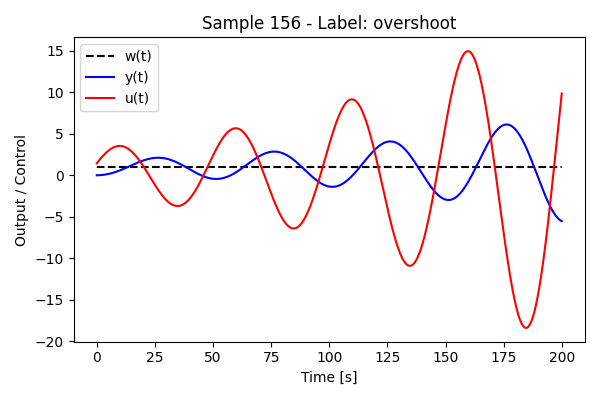 Sample 156 - Label: overshoot
w(t)
y(t)
u(t)
Output / Control
15
10
5
0
−5
−10
−15
−20
0
25
50
75
100
125
150
175
200
Time [s]